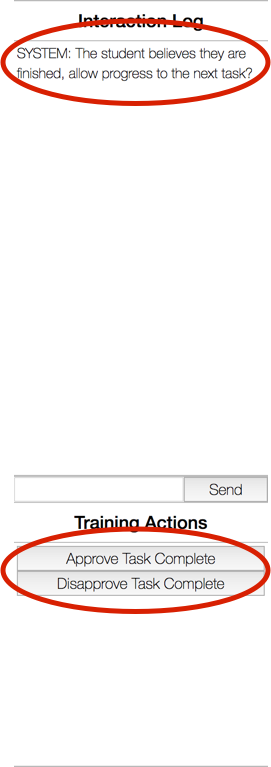 Interaction Log
SYSTEM: The student believes they are
finished, allow progress to the next task?
Send
Training Actions
Approve Task Complete
Disapprove Task Complete